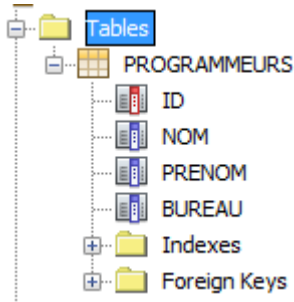 Tables
PROGRAMMEURS
ID
NOM
PRENOM
BUREAU
Indexes
Foreign Keys